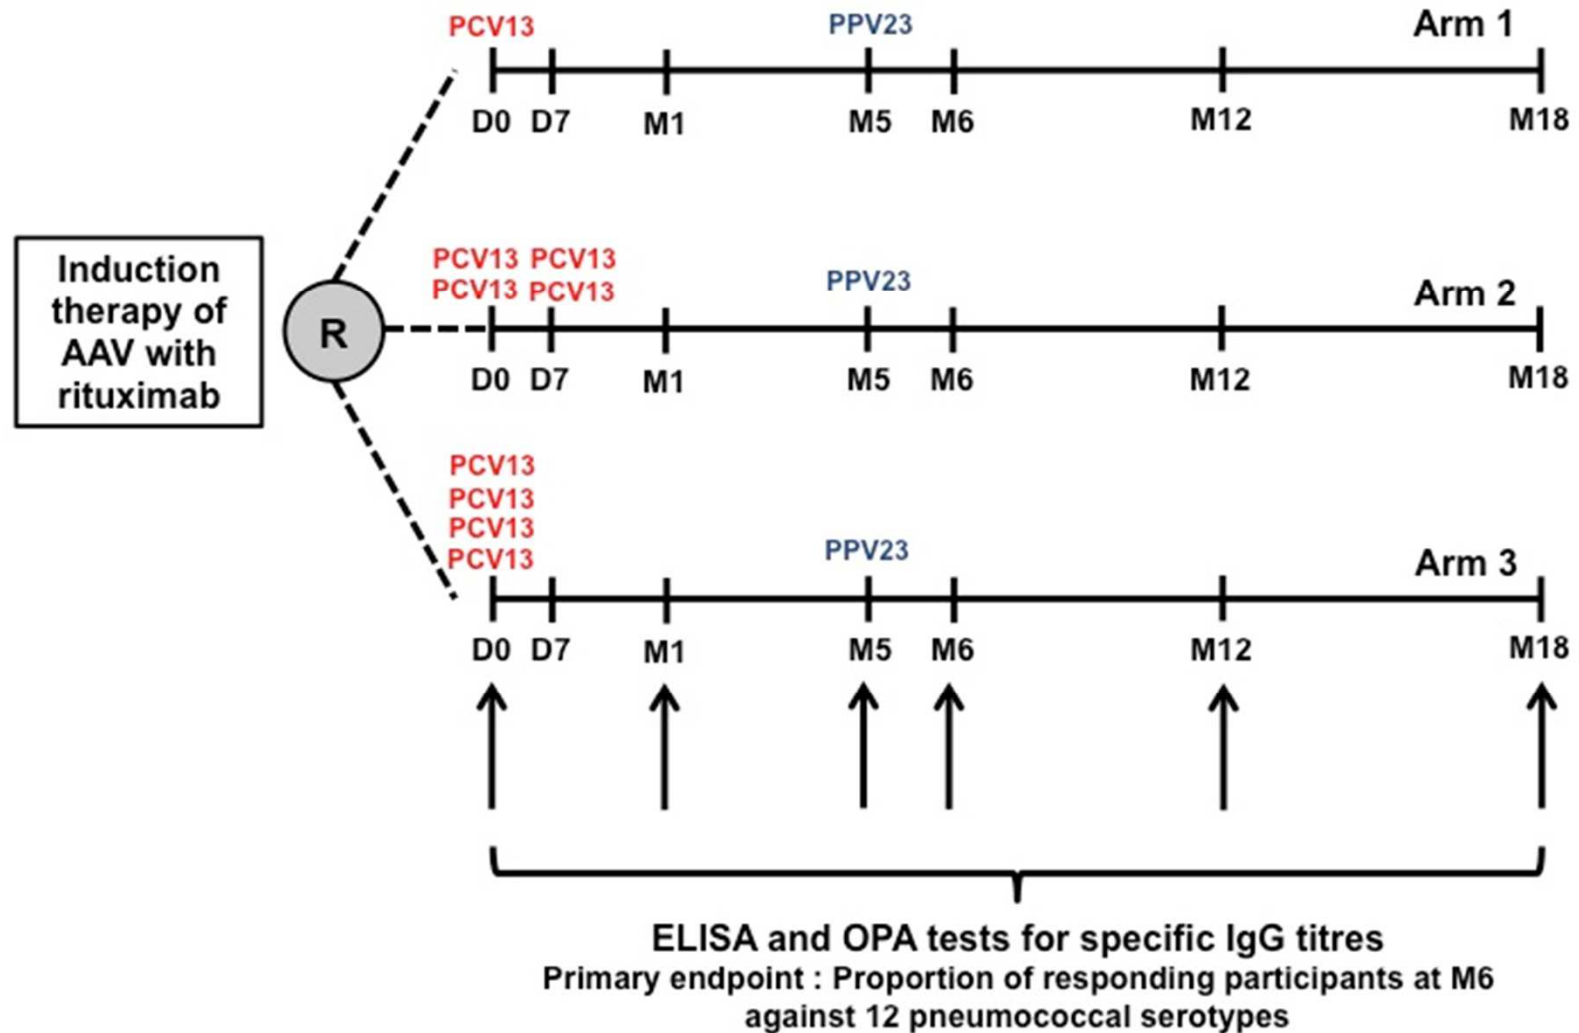 PCV13 PPV23 Arm 1
D0 D7 M1 M5 M6 M12 M18
Induction
therapy of
AAV with
rituximab
R
PCV13 PCV13
PCV13 PCV13
PPV23 Arm 2
D0 D7 M1 M5 M6 M12 M18
PCV13
PCV13
PCV13
PCV13
PPV23 Arm 3
D0 D7 M1 M5 M6 M12 M18
ELISA and OPA tests for specific IgG titres
Primary endpoint : Proportion of responding participants at M6
against 12 pneumococcal serotypes